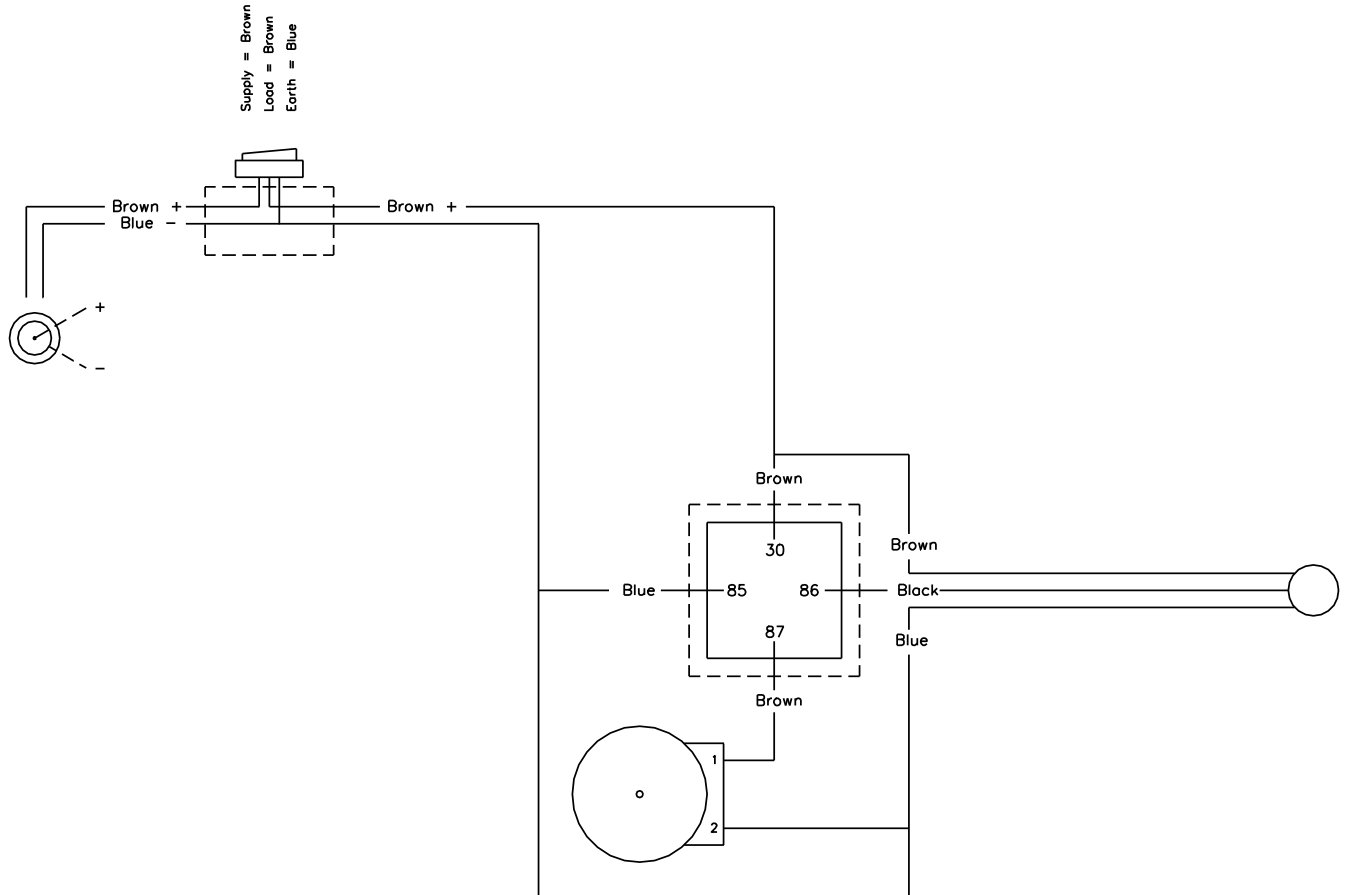 Supply = Brown
Load = Brown
Earth = Blue
Brown +
Brown +
Blue -
+
-
Brown
30
Brown
85
86
Blue
Black
87
Blue
Brown
1
2